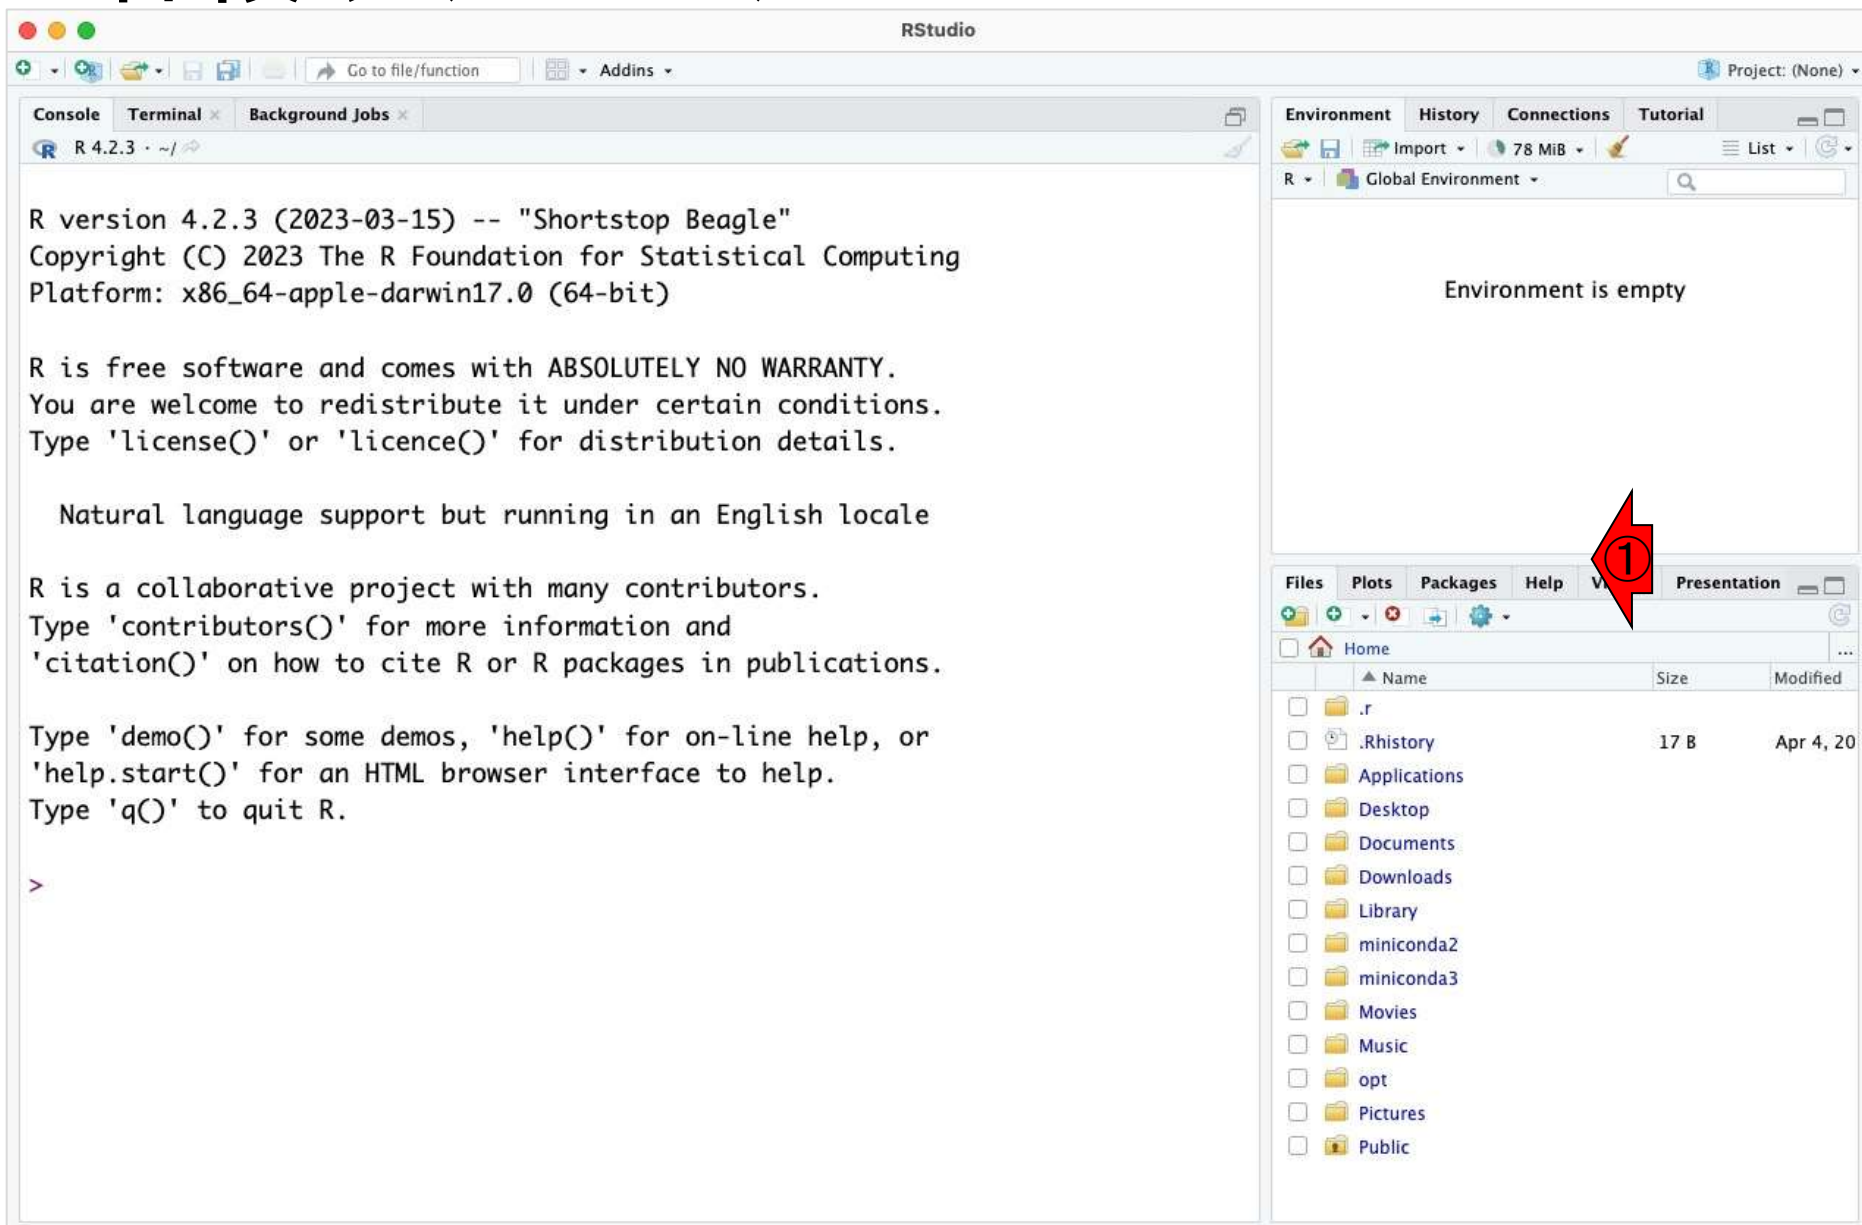 RStudio
Go to file/function
Addins
Project: (None)
Console Terminal Background Jobs
R 4.2.3 · ~/
R version 4.2.3 (2023-03-15) -- "Shortstop Beagle"
Copyright (C) 2023 The R Foundation for Statistical Computing
Platform: x86_64-apple-darwin17.0 (64-bit)
R is free software and comes with ABSOLUTELY NO WARRANTY.
You are welcome to redistribute it under certain conditions.
Type 'license()' or 'licence()' for distribution details.
Natural language support but running in an English locale
R is a collaborative project with many contributors.
Type 'contributors()' for more information and
'citation()' on how to cite R or R packages in publications.
Type 'demo()' for some demos, 'help()' for on-line help, or
'help.start()' for an HTML browser interface to help.
Type 'q()' to quit R.
>
Environment History Connections Tutorial
Import 78 MiB List
R Global Environment
Environment is empty
①
Files Plots Packages Help Presentation
Home ...
Name Size Modified
.r
.Rhistory 17 B Apr 4, 20
Applications
Desktop
Documents
Downloads
Library
miniconda2
miniconda3
Movies
Music
opt
Pictures
Public